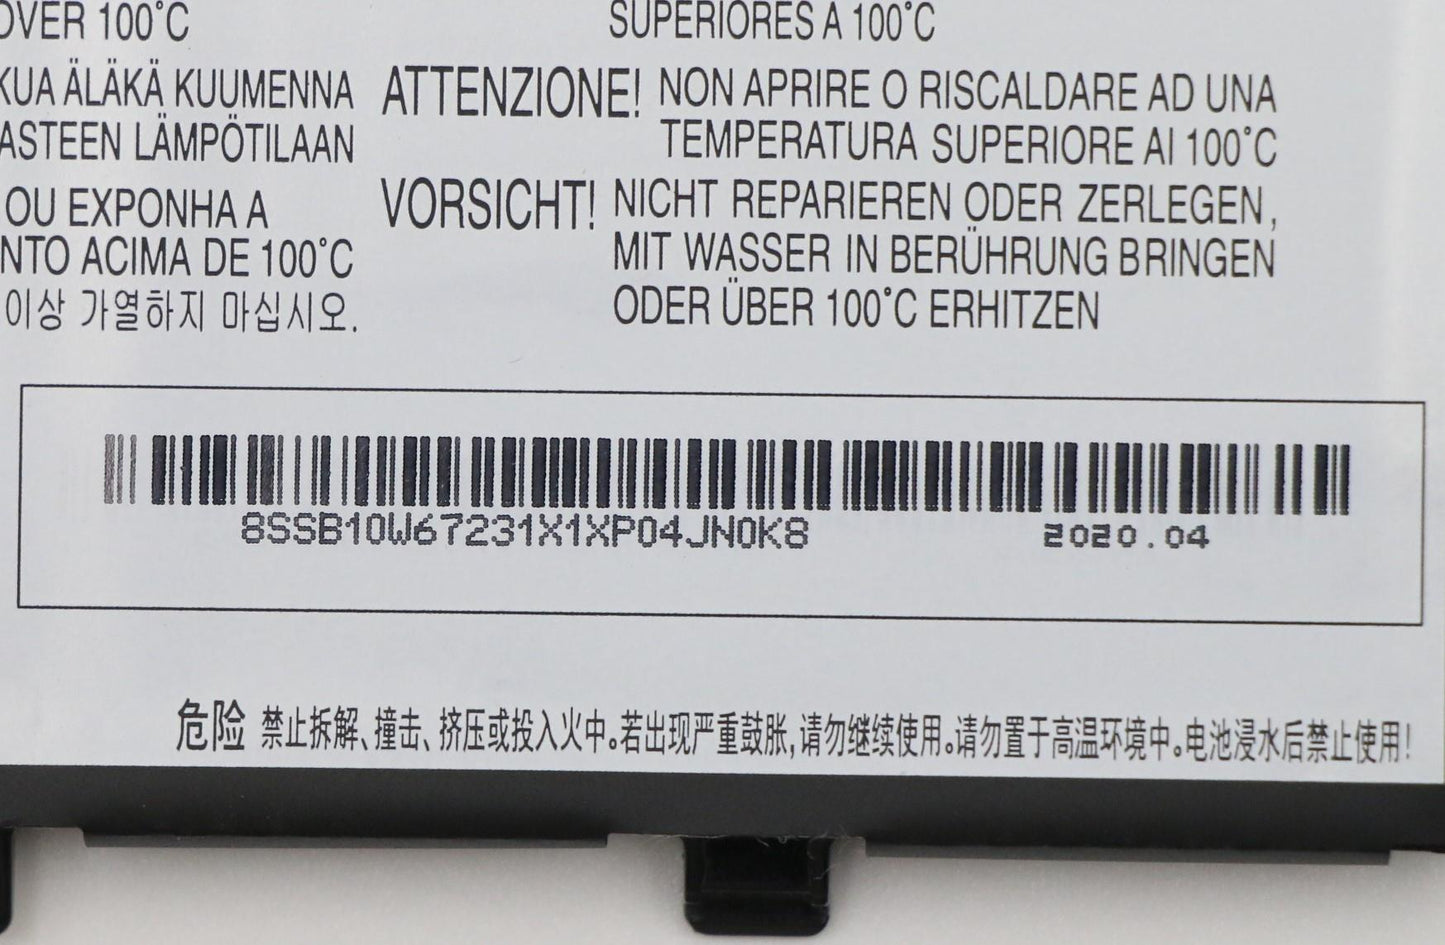 OVER 100°C
KUA ÄLÄKÄ KUUMENNA
ASTEEN LÄMPÖTILAAN
OU EXPONHA A
NTO ACIMA DE 100°C
이상 가열하지 마십시오.
SUPERIORES A 100°C
ATTENZIONE! NON APRIRE O RISCALDARE AD UNA
TEMPERATURA SUPERIORE AI 100°C
VORSICHT! NICHT REPARIEREN ODER ZERLEGEN,
MIT WASSER IN BERÜHRUNG BRINGEN
ODER ÜBER 100°C ERHITZEN
8SSB10W67231X1XP04JN0K8 2020.04
危险 禁止拆解、撞击、挤压或投入火中。若出现严重鼓胀,请勿继续使用。请勿置于高温环境中。电池浸水后禁止使用!